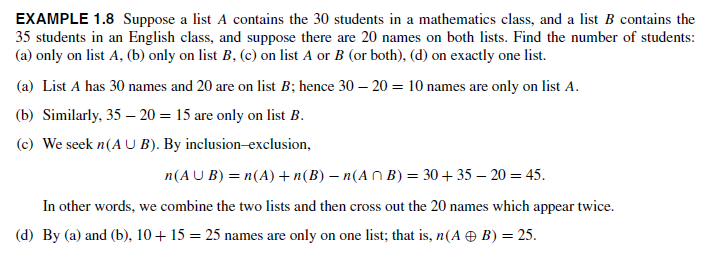 EXAMPLE 1.8 Suppose a list A contains the 30 students in a mathematics class, and a list B contains the
35 students in an English class, and suppose there are 20 names on both lists. Find the number of students:
(a) only on list A, (b) only on list B, (c) on list A or B (or both), (d) on exactly one list.
(a) List A has 30 names and 20 are on list B; hence 30 − 20 = 10 names are only on list A.
(b) Similarly, 35 − 20 = 15 are only on list B.
(c) We seek n(A ∪ B). By inclusion–exclusion,
n(A ∪ B) = n(A) + n(B) − n(A ∩ B) = 30 + 35 − 20 = 45.
In other words, we combine the two lists and then cross out the 20 names which appear twice.
(d) By (a) and (b), 10 + 15 = 25 names are only on one list; that is, n(A ⊕ B) = 25.